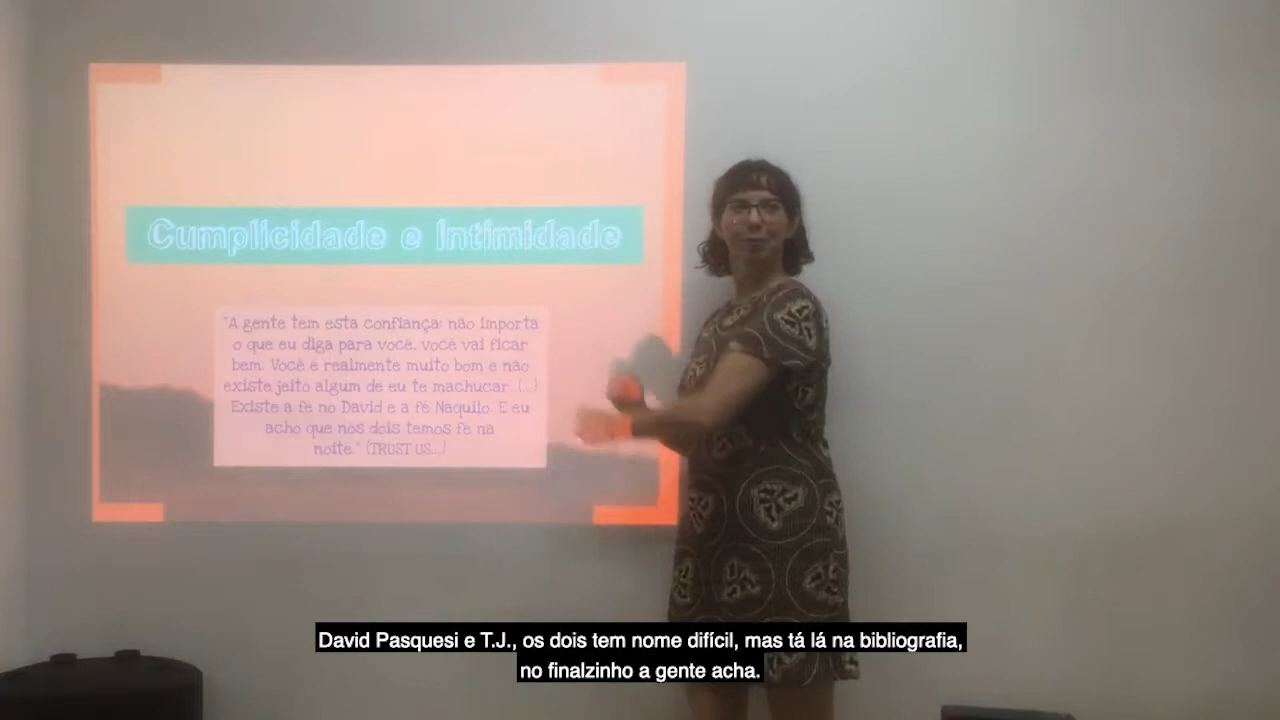 Cumplicidade e Intimidade
"A gente tem esta confiança: não importa
o que eu diga para você, você vai ficar
bem. Você é realmente muito bom e não
existe jeito algum de eu te machucar. (...)
Existe a fé no David e a fé Naquilo. E eu
acho que nós dois temos fé na
noite." (TRUST US...)
David Pasquesi e T.J., os dois tem nome difícil, mas tá lá na bibliografia,
no finalzinho a gente acha.